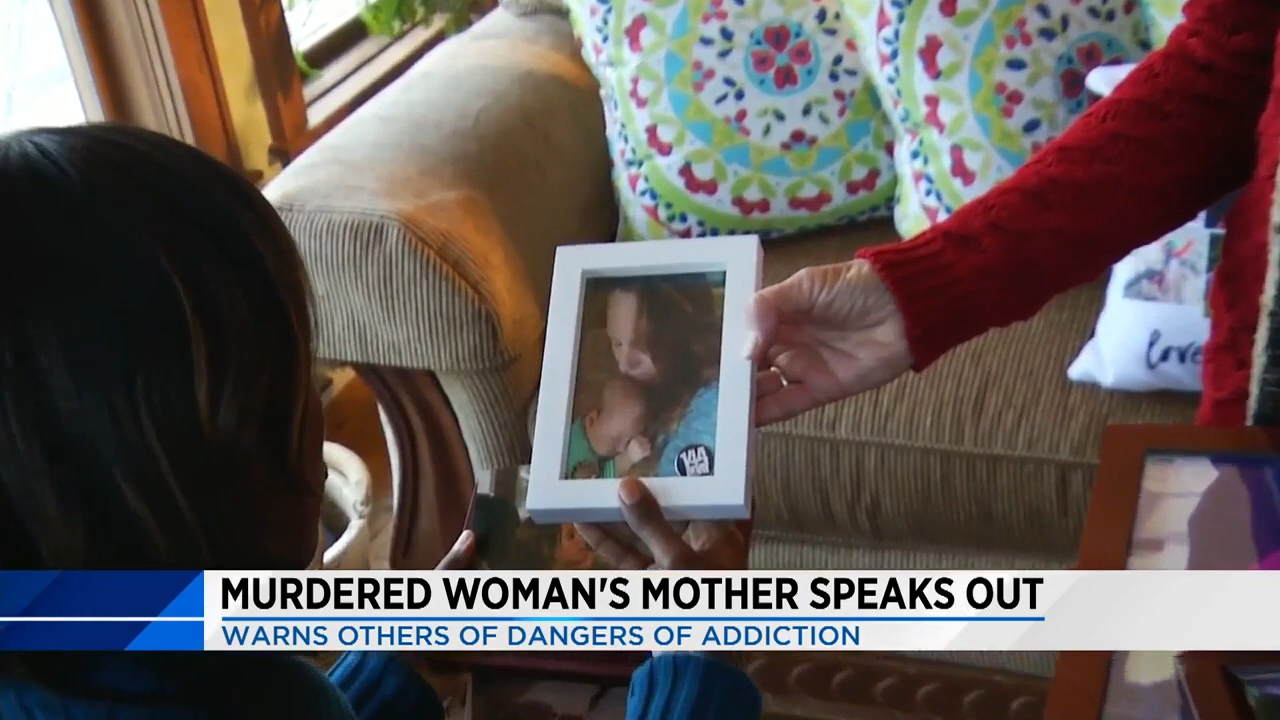 love
MURDERED WOMAN'S MOTHER SPEAKS OUT
WARNS OTHERS OF DANGERS OF ADDICTION